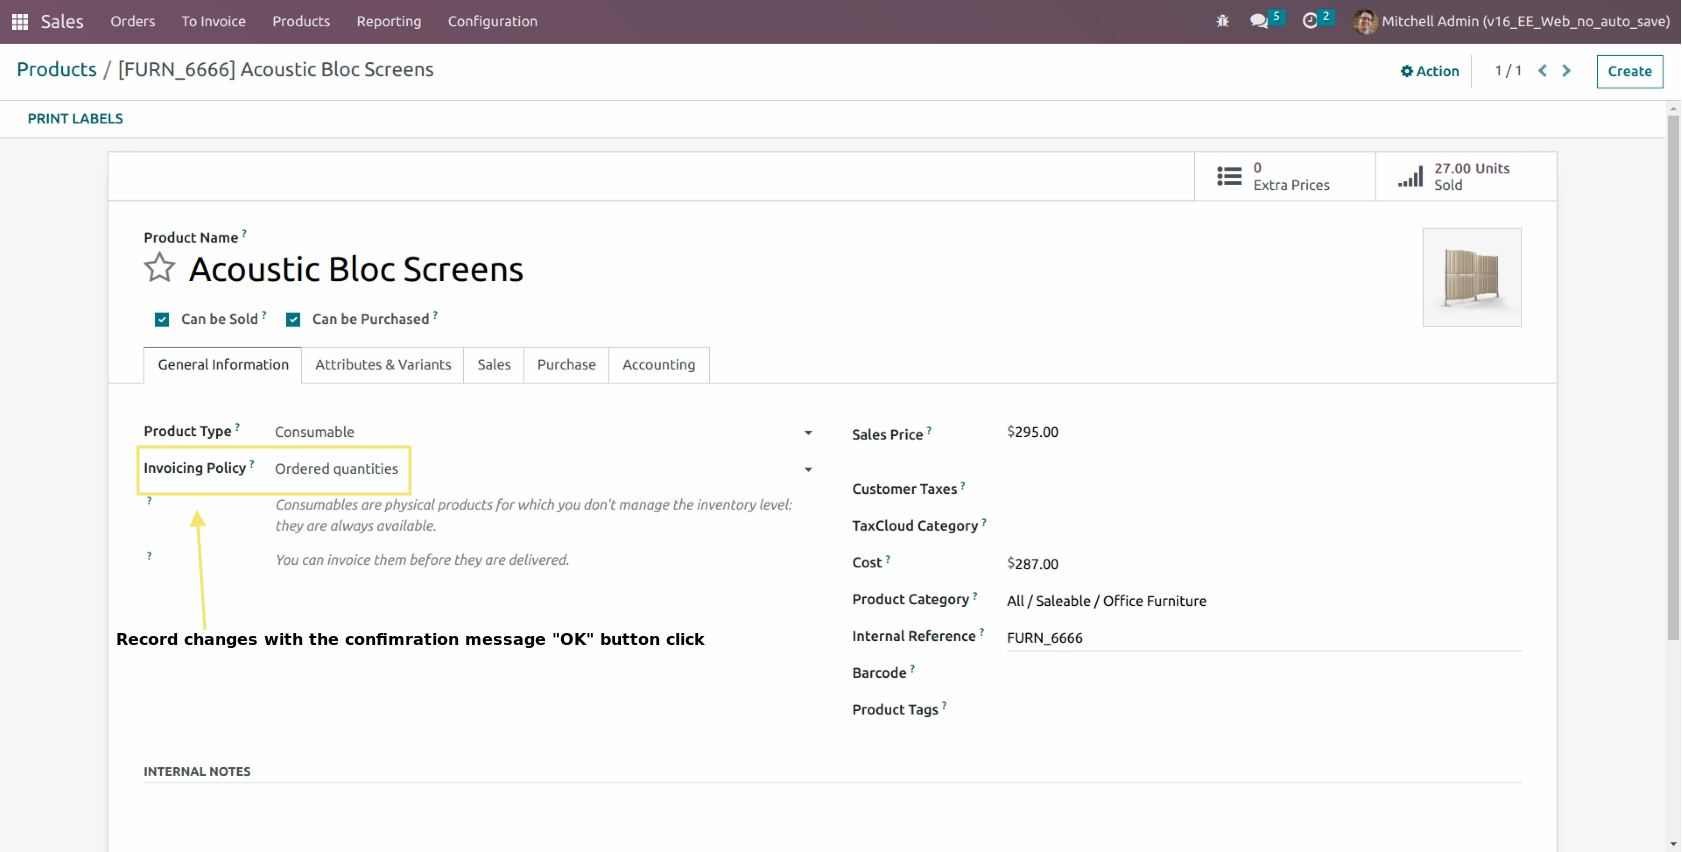 Sales Orders To Invoice Products Reporting Configuration 5 2 Mitchell Admin (v16_EE_Web_no_auto_save)
Products / [FURN_6666] Acoustic Bloc Screens Action 1 / 1 Create
PRINT LABELS
0
Extra Prices
27.00 Units
Sold
Product Name ?
Acoustic Bloc Screens
Can be Sold ? Can be Purchased ?
General Information Attributes & Variants Sales Purchase Accounting
Product Type ? Consumable
Invoicing Policy ? Ordered quantities
? Consumables are physical products for which you don't manage the inventory level:
they are always available.
? You can invoice them before they are delivered.
Record changes with the confimration message "OK" button click
Sales Price ? $295.00
Customer Taxes ?
TaxCloud Category ?
Cost ? $287.00
Product Category ? All / Saleable / Office Furniture
Internal Reference ? FURN_6666
Barcode ?
Product Tags ?
INTERNAL NOTES